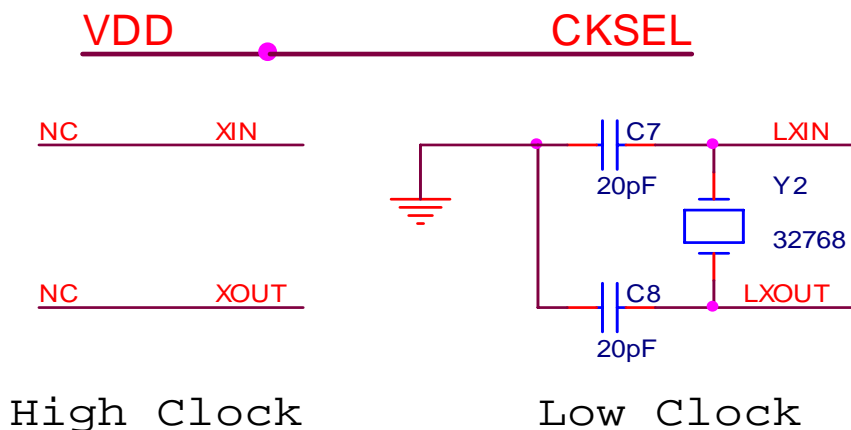 VDD CKSEL
NC XIN C7 LXIN
20pF Y2
32768
NC XOUT C8 LXOUT
20pF
High Clock Low Clock